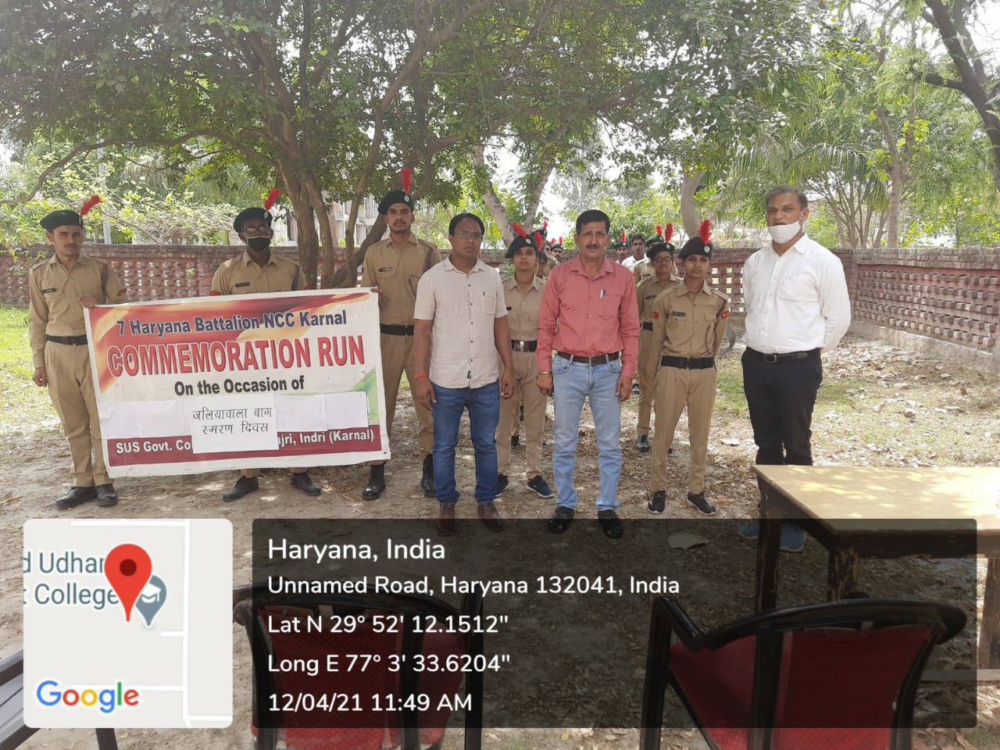 7 Haryana Battalion NCC Karnal
COMMEMORATION RUN
On the Occasion of
जलियांवाला बाग
स्मरण दिवस
SUS Govt. Co ajri, Indri (Karnal)
d Udhar
t College
Google
Haryana, India
Unnamed Road, Haryana 132041, India
Lat N 29° 52' 12.1512"
Long E 77° 3' 33.6204"
12/04/21 11:49 AM